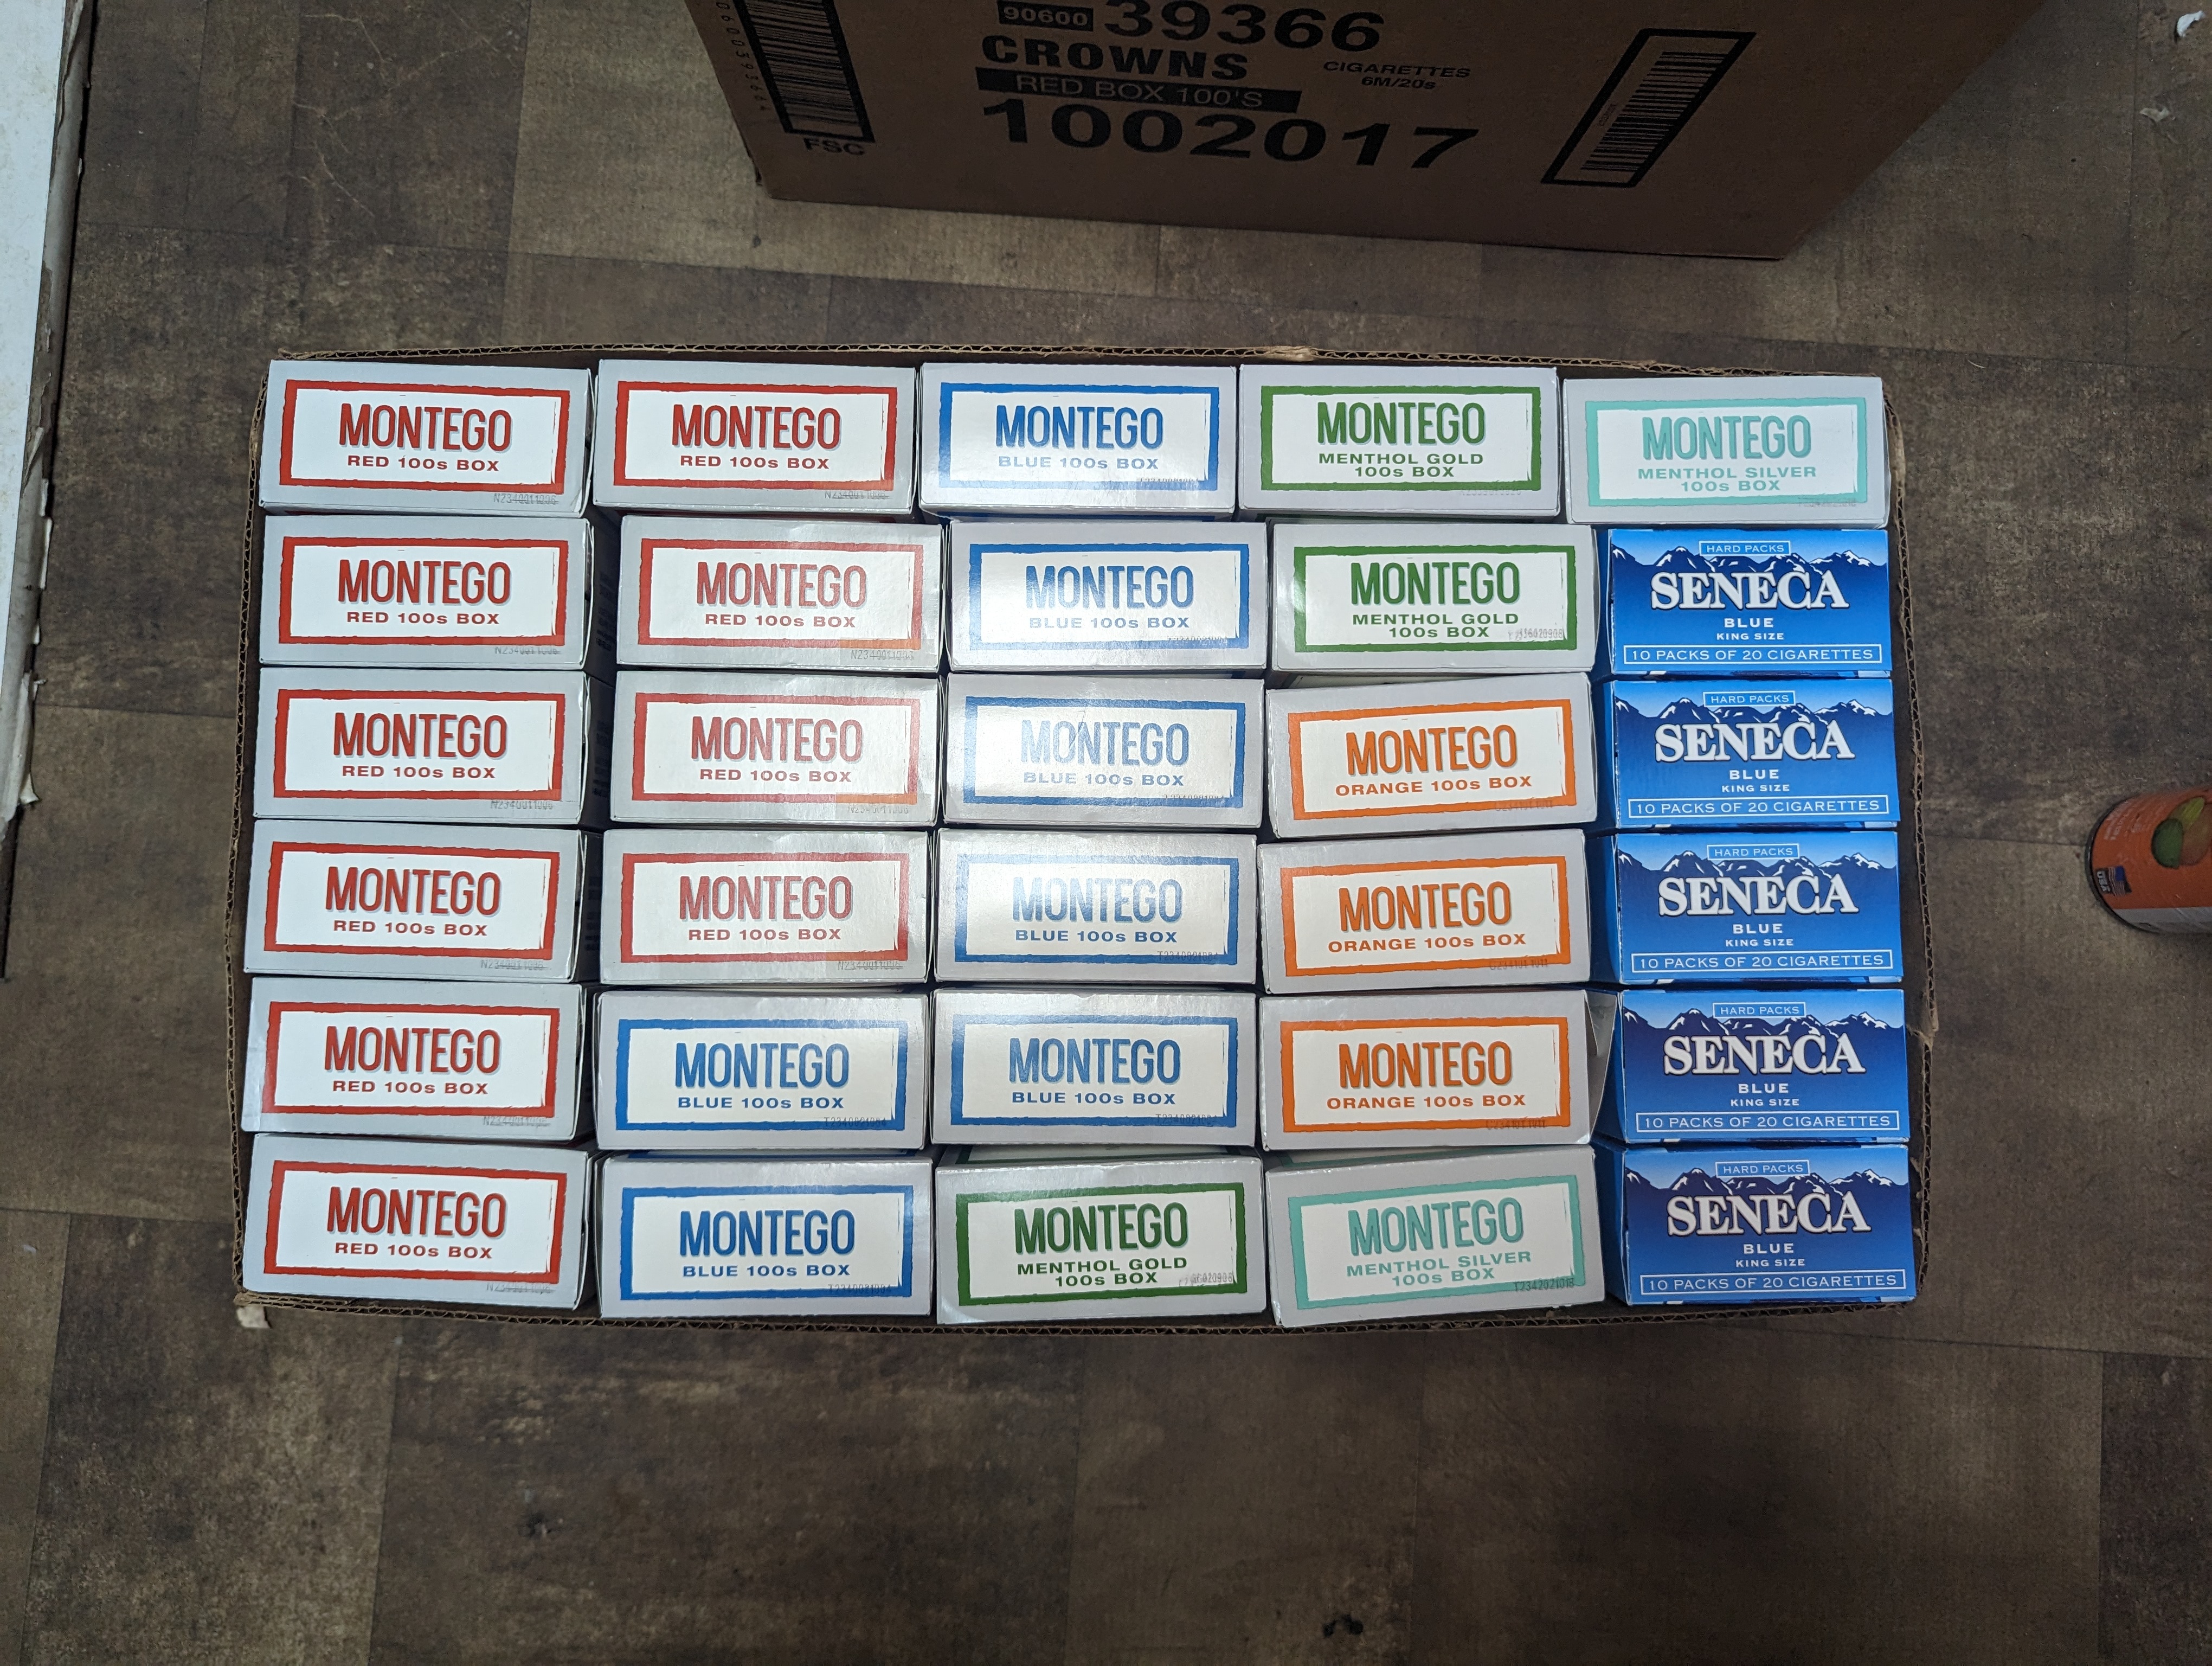 90600 39366
CROWNS
CIGARETTES
6M/20s
RED BOX 100'S
1002017
FSC
MONTEGO
RED 100s BOX
MONTEGO
RED 100s BOX
MONTEGO
BLUE 100s BOX
MONTEGO
MENTHOL GOLD
100s BOX
MONTEGO
MENTHOL SILVER
100s BOX
MONTEGO
RED 100s BOX
MONTEGO
RED 100s BOX
MONTEGO
BLUE 100s BOX
MONTEGO
MENTHOL GOLD
100s BOX
HARD PACKS
SENECA
BLUE
KING SIZE
10 PACKS OF 20 CIGARETTES
MONTEGO
RED 100s BOX
MONTEGO
RED 100s BOX
MONTEGO
BLUE 100s BOX
MONTEGO
ORANGE 100s BOX
HARD PACKS
SENECA
BLUE
KING SIZE
10 PACKS OF 20 CIGARETTES
MONTEGO
RED 100s BOX
MONTEGO
RED 100s BOX
MONTEGO
BLUE 100s BOX
MONTEGO
ORANGE 100s BOX
HARD PACKS
SENECA
BLUE
KING SIZE
10 PACKS OF 20 CIGARETTES
MONTEGO
RED 100s BOX
MONTEGO
BLUE 100s BOX
MONTEGO
BLUE 100s BOX
MONTEGO
ORANGE 100s BOX
HARD PACKS
SENECA
BLUE
KING SIZE
10 PACKS OF 20 CIGARETTES
MONTEGO
RED 100s BOX
MONTEGO
BLUE 100s BOX
MONTEGO
MENTHOL GOLD
100s BOX
MONTEGO
MENTHOL SILVER
100s BOX
HARD PACKS
SENECA
BLUE
KING SIZE
10 PACKS OF 20 CIGARETTES